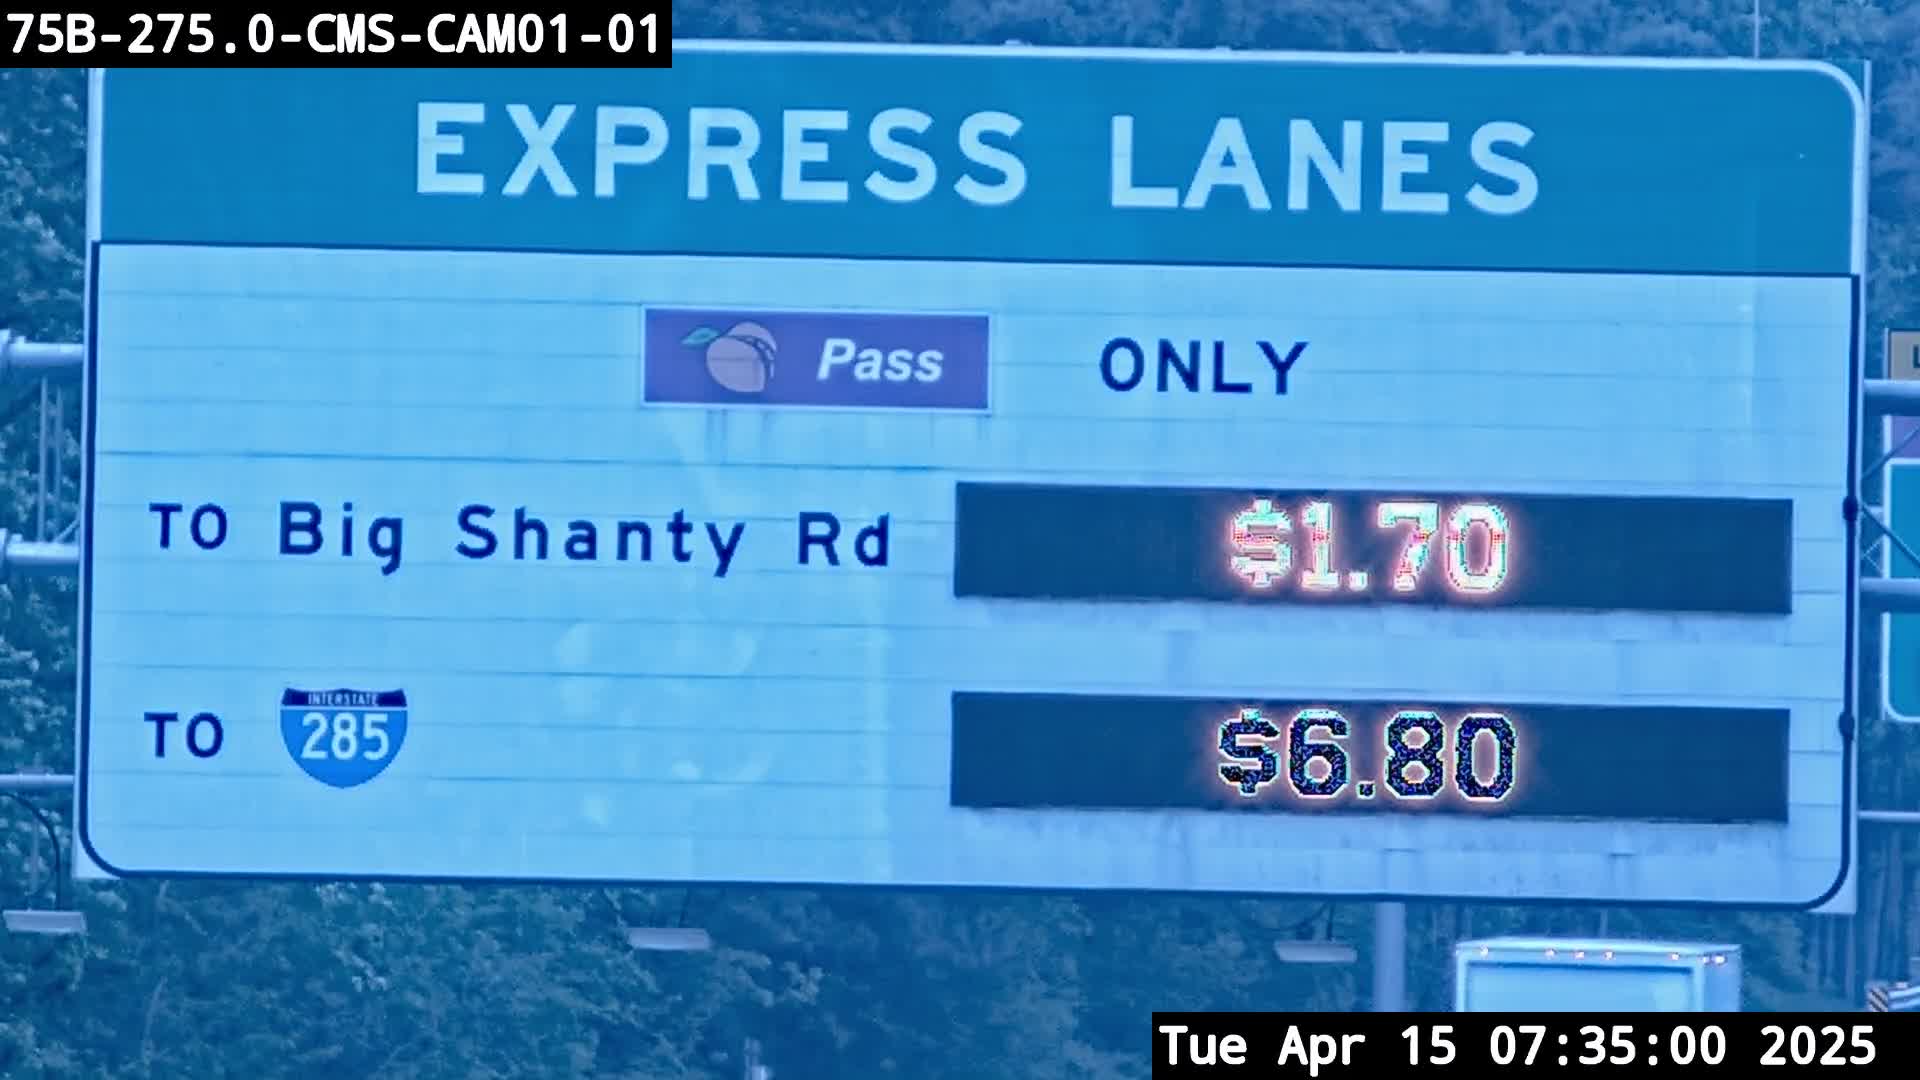 75B-275.0-CMS-CAM01-01
EXPRESS LANES
Pass ONLY
TO Big Shanty Rd $1.70
INTERSTATE
TO 285 $6.80
Tue Apr 15 07:35:00 2025